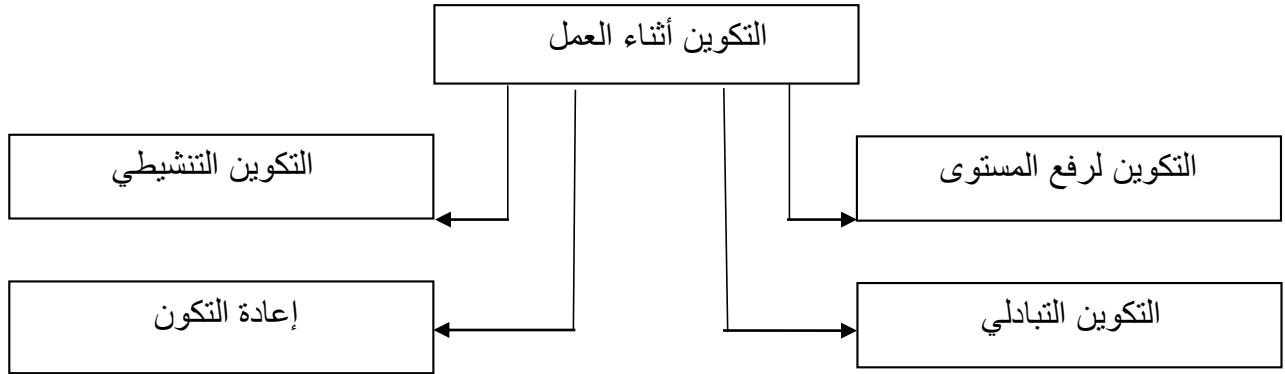 التكوين أثناء العمل
التكوين لرفع المستوى
التكوين التنشيطي
التكوين التبادلي
إعادة التكون